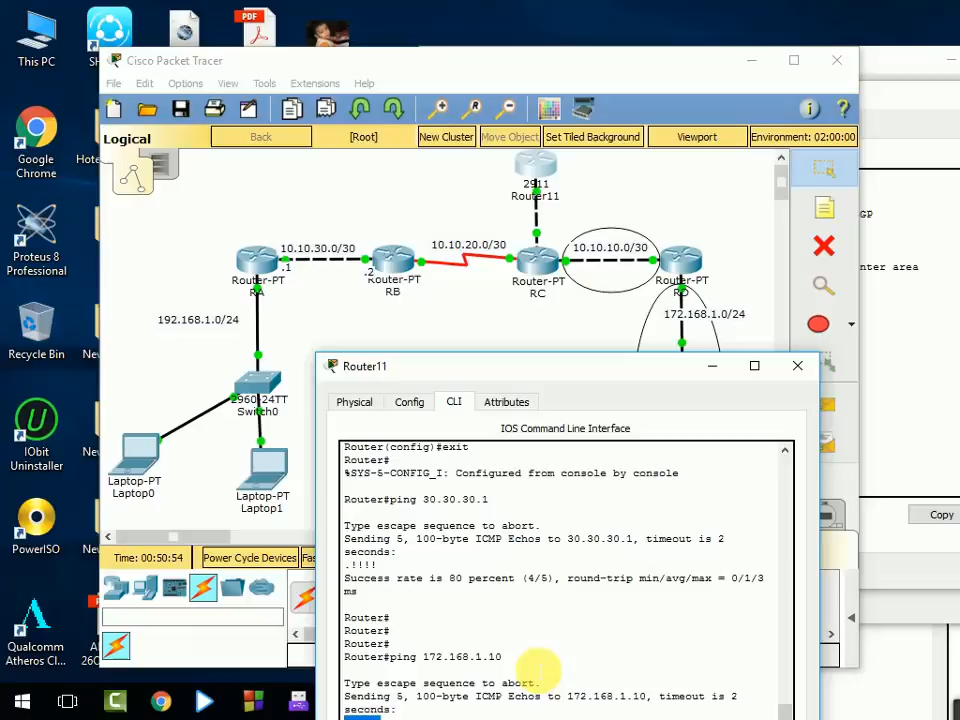 This PC
PDF
Cisco Packet Tracer
File Edit Options View Tools Extensions Help
Logical
Back
[Root]
New Cluster
Move Object
Set Tiled Background
Viewport
Environment: 02:00:00
Google
Chrome
2911
Router11
10.10.30.0/30
10.10.20.0/30
10.10.10.0/30
.1
.2
Router-PT
RA
Router-PT
RB
Router-PT
RC
Router-PT
192.168.1.0/24
172.168.1.0/24
Proteus 8
Professional
nter area
2960-24TT
Switch0
Laptop-PT
Laptop0
Laptop-PT
Laptop1
IObit
Uninstaller
PowerISO
Router11
Physical
Config
CLI
Attributes
IOS Command Line Interface
Router(config)#exit
Router#
%SYS-5-CONFIG_I: Configured from console by console
Router#ping 30.30.30.1
Type escape sequence to abort.
Sending 5, 100-byte ICMP Echos to 30.30.30.1, timeout is 2
seconds:
.!!!!
Success rate is 80 percent (4/5), round-trip min/avg/max = 0/1/3
ms
Router#
Router#
Router#
Router#ping 172.168.1.10
Type escape sequence to abort.
Sending 5, 100-byte ICMP Echos to 172.168.1.10, timeout is 2
seconds:
Copy
Time: 00:50:54
Power Cycle Devices
Qualcomm
Atheros Cl...